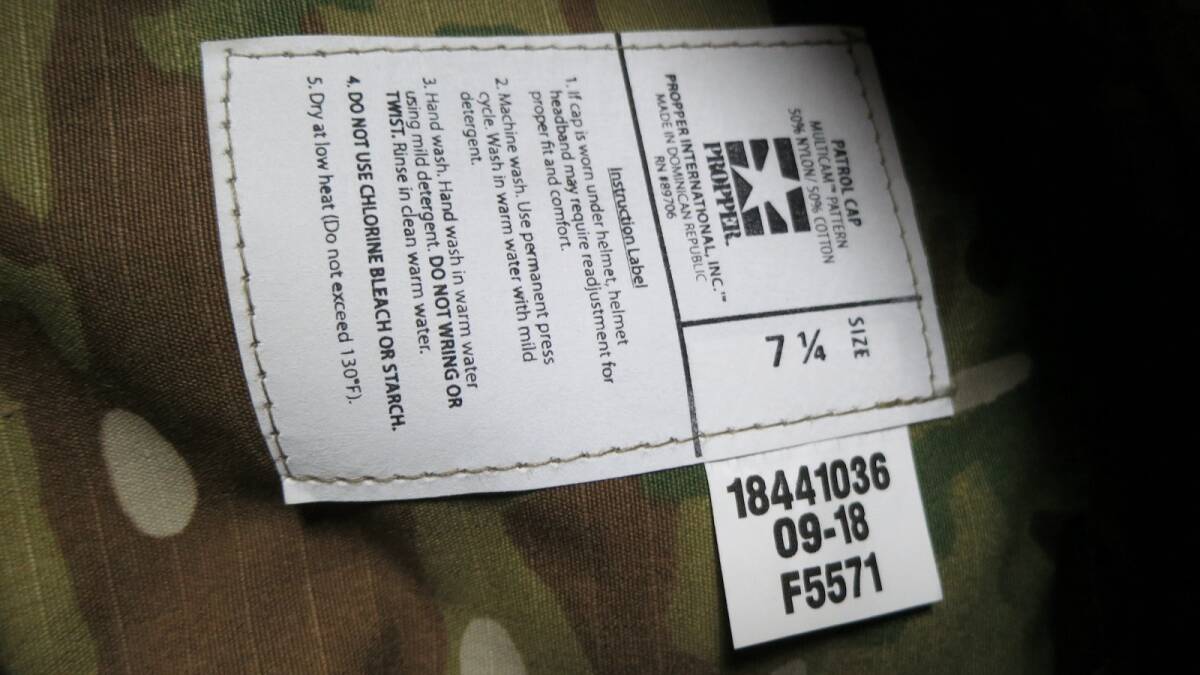 PATROL CAP
MULTICAM™ PATTERN
50% NYLON/ 50% COTTON
PROPPER.
PROPPER INTERNATIONAL, INC.™
MADE IN DOMINICAN REPUBLIC
RN #89706
SIZE
7 ¼
Instruction Label
1. If cap is worn under helmet, helmet
headband may require readjustment for
proper fit and comfort.
2. Machine wash. Use permanent press
cycle. Wash in warm water with mild
detergent.
3. Hand wash. Hand wash in warm water
using mild detergent. DO NOT WRING OR
TWIST. Rinse in clean warm water.
4. DO NOT USE CHLORINE BLEACH OR STARCH.
5. Dry at low heat (Do not exceed 130°F).
18441036
09-18
F5571